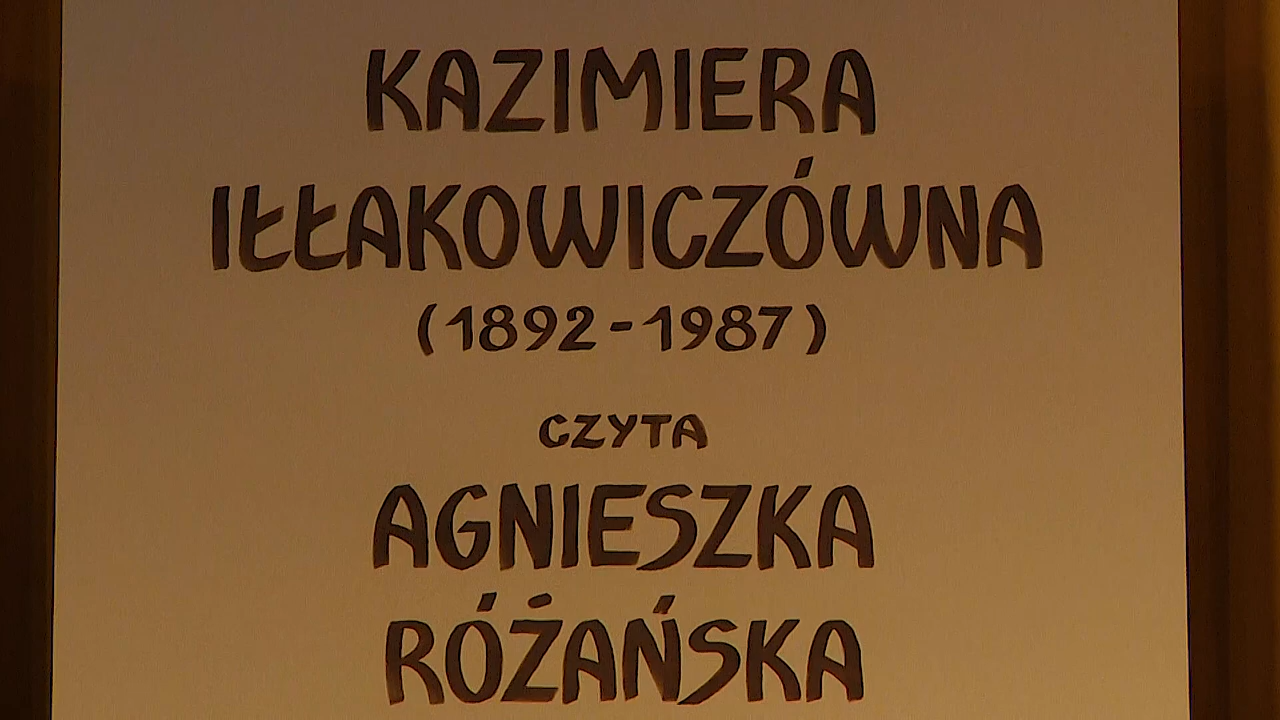 KAZIMIERA
IŁŁAKOWICZÓWNA
(1892-1987)
CZYTA
AGNIESZKA
RÓŻAŃSKA